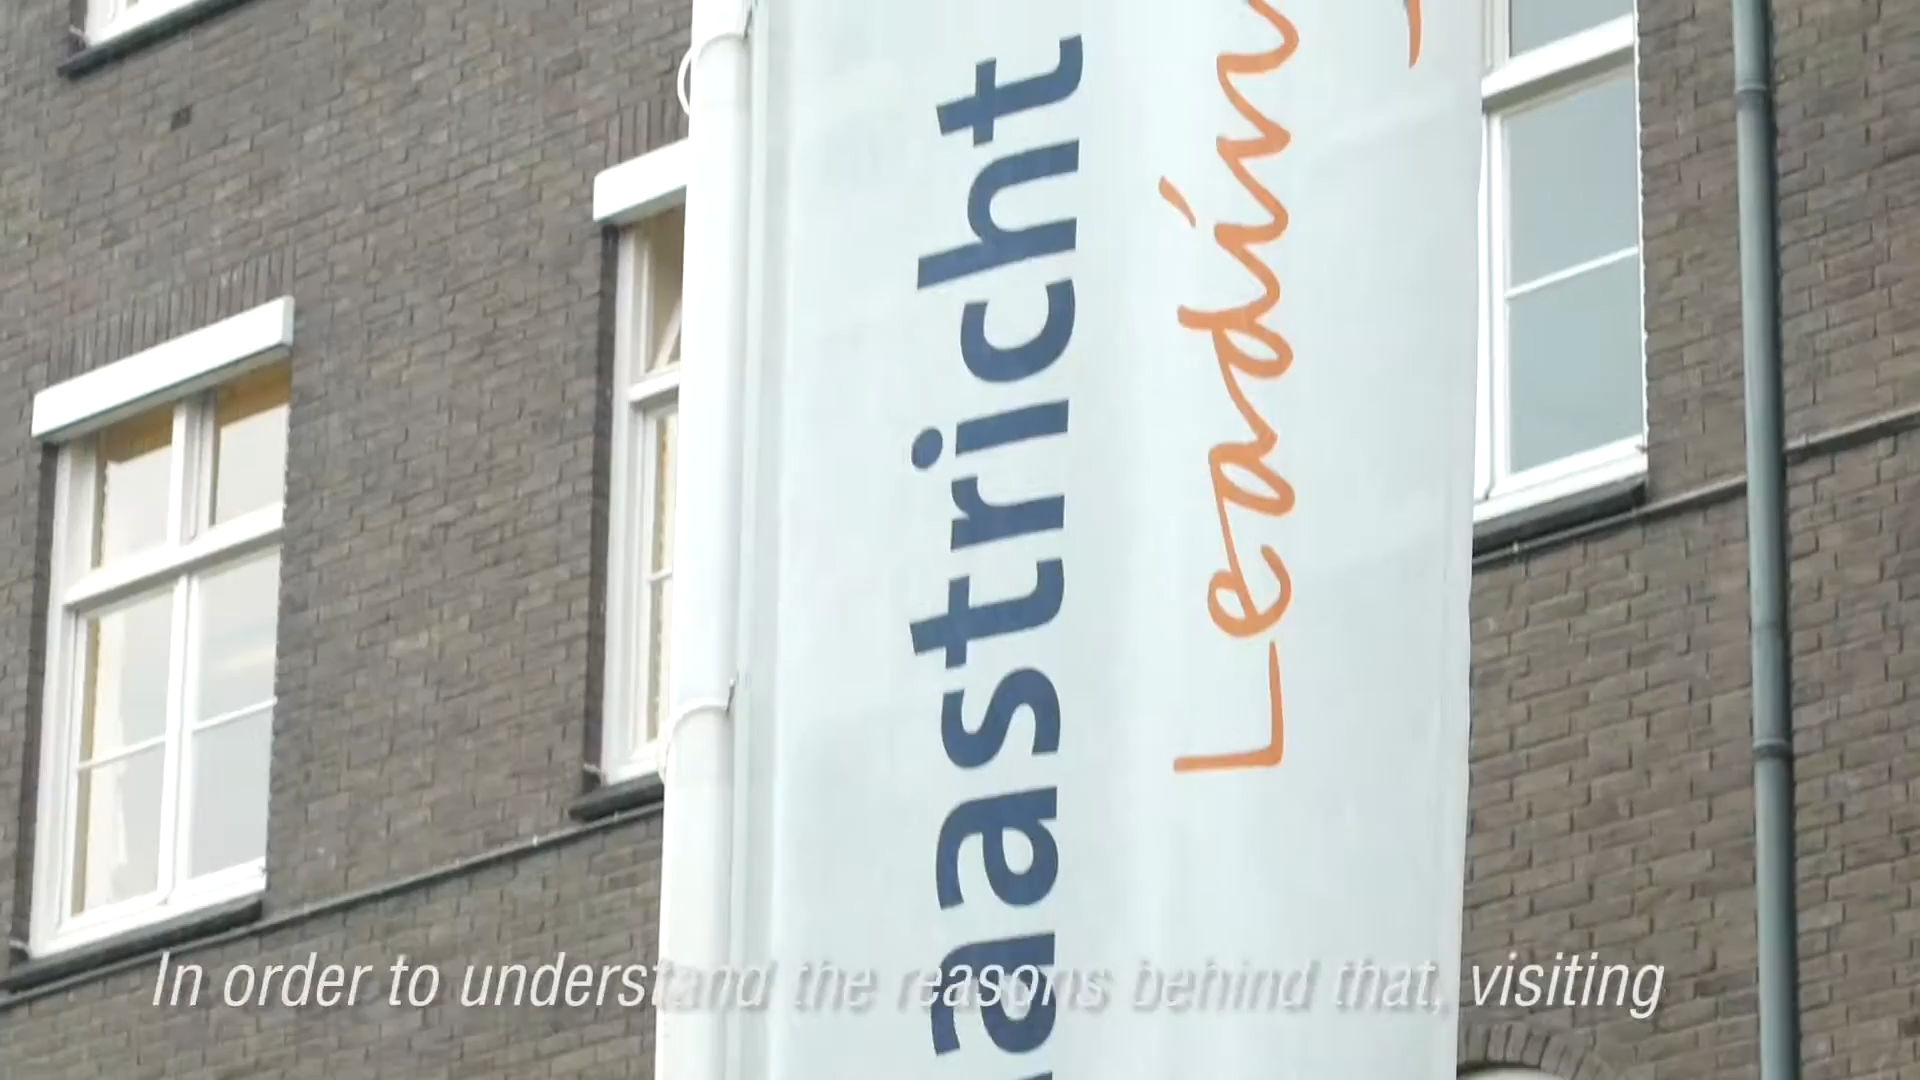 aastricht
Leadin
In order to understand the reasons behind that, visiting